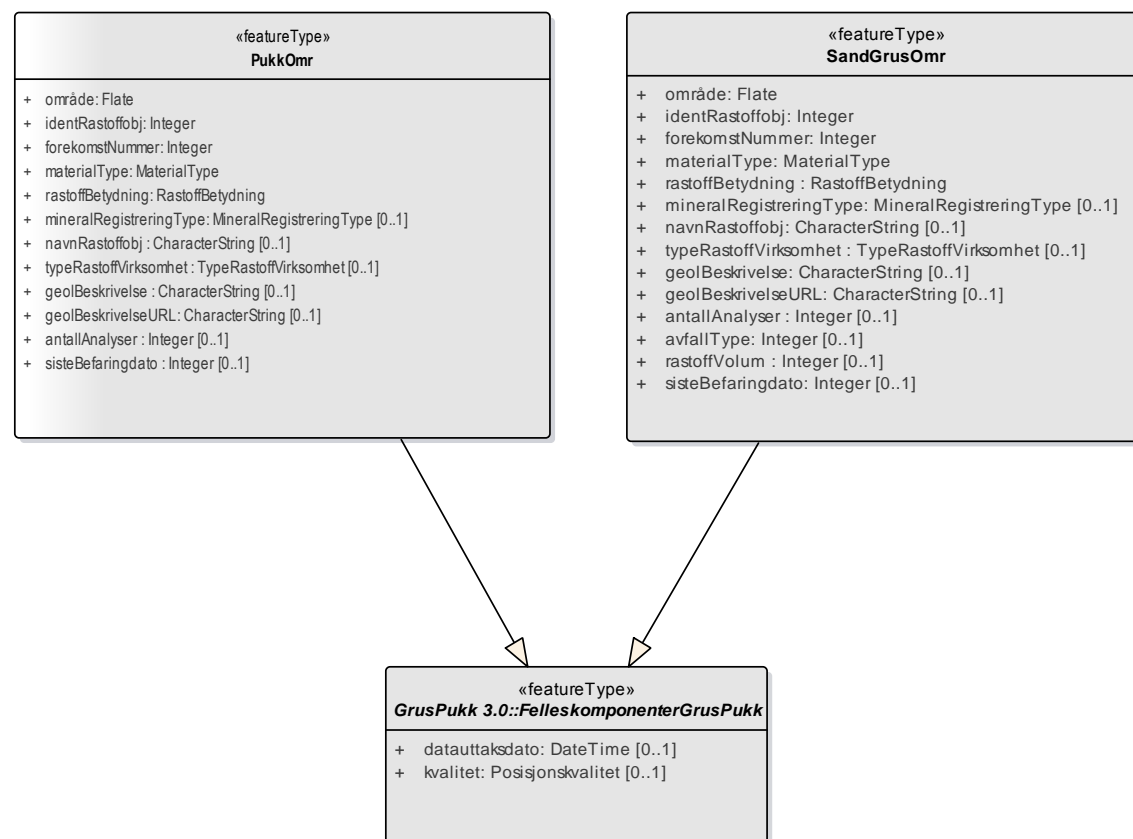 «featureType»
PukkOmr
+ område: Flate
+ identRastoffobj: Integer
+ forekomstNummer: Integer
+ materialType: MaterialType
+ rastoffBetydning: RastoffBetydning
+ mineralRegistreringType: MineralRegistreringType [0..1]
+ navnRastoffobj : CharacterString [0..1]
+ typeRastoffVirksomhet : TypeRastoffVirksomhet [0..1]
+ geolBeskrivelse : CharacterString [0..1]
+ geolBeskrivelseURL: CharacterString [0..1]
+ antallAnalyser : Integer [0..1]
+ sisteBefaringdato : Integer [0..1]
«featureType»
SandGrusOmr
+ område: Flate
+ identRastoffobj: Integer
+ forekomstNummer: Integer
+ materialType: MaterialType
+ rastoffBetydning : RastoffBetydning
+ mineralRegistreringType: MineralRegistreringType [0..1]
+ navnRastoffobj: CharacterString [0..1]
+ typeRastoffVirksomhet : TypeRastoffVirksomhet [0..1]
+ geolBeskrivelse: CharacterString [0..1]
+ geolBeskrivelseURL: CharacterString [0..1]
+ antallAnalyser : Integer [0..1]
+ avfallType: Integer [0..1]
+ rastoffVolum : Integer [0..1]
+ sisteBefaringdato: Integer [0..1]
«featureType»
GrusPukk 3.0::FelleskomponenterGrusPukk
+ datauttaksdato: DateTime [0..1]
+ kvalitet: Posisjonskvalitet [0..1]